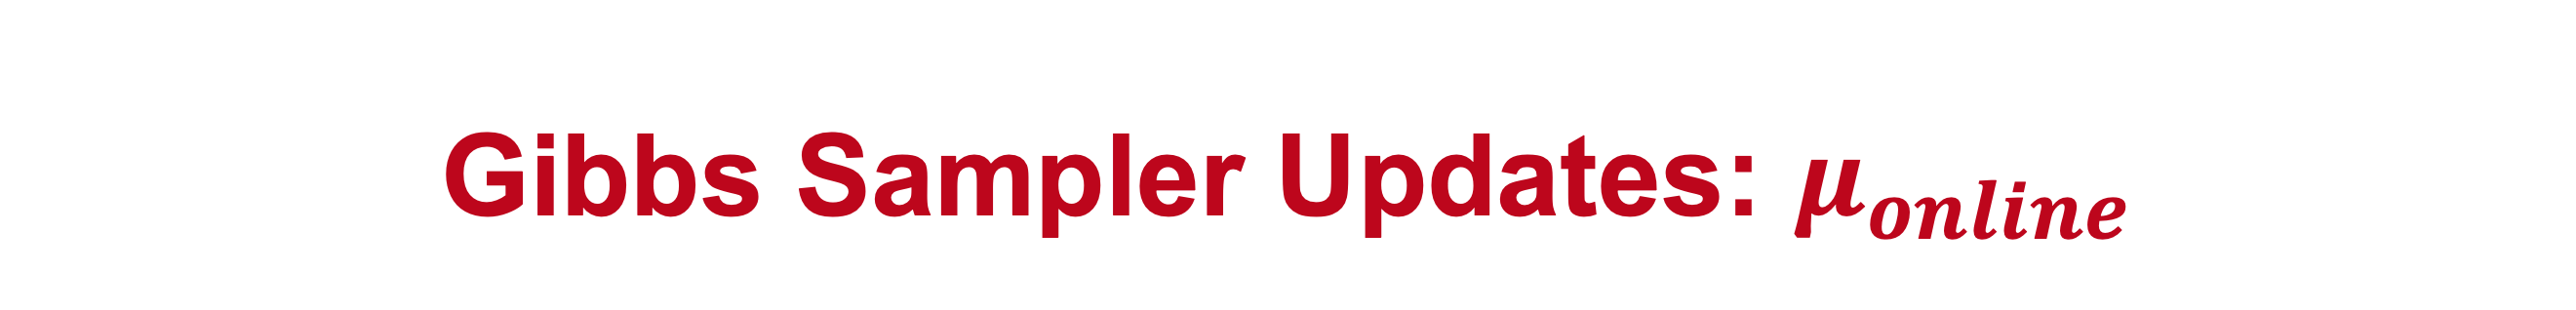 Gibbs Sampler Updates: μ_online